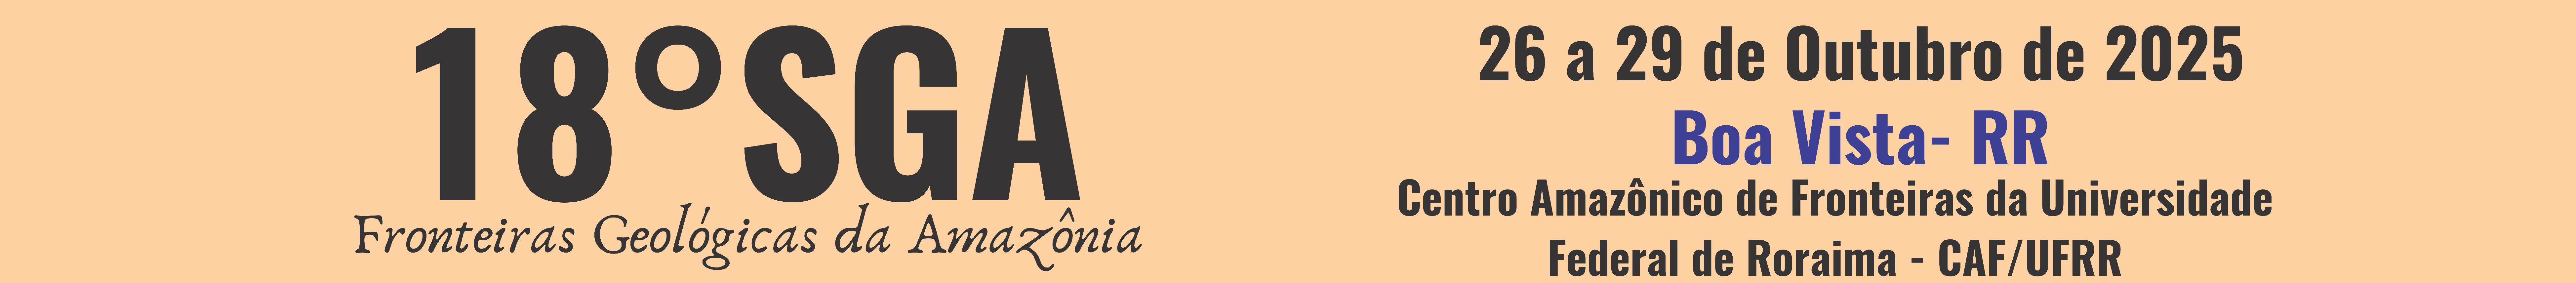 18°SGA
Fronteiras Geológicas da Amazônia
26 a 29 de Outubro de 2025
Boa Vista- RR
Centro Amazônico de Fronteiras da Universidade
Federal de Roraima - CAF/UFRR